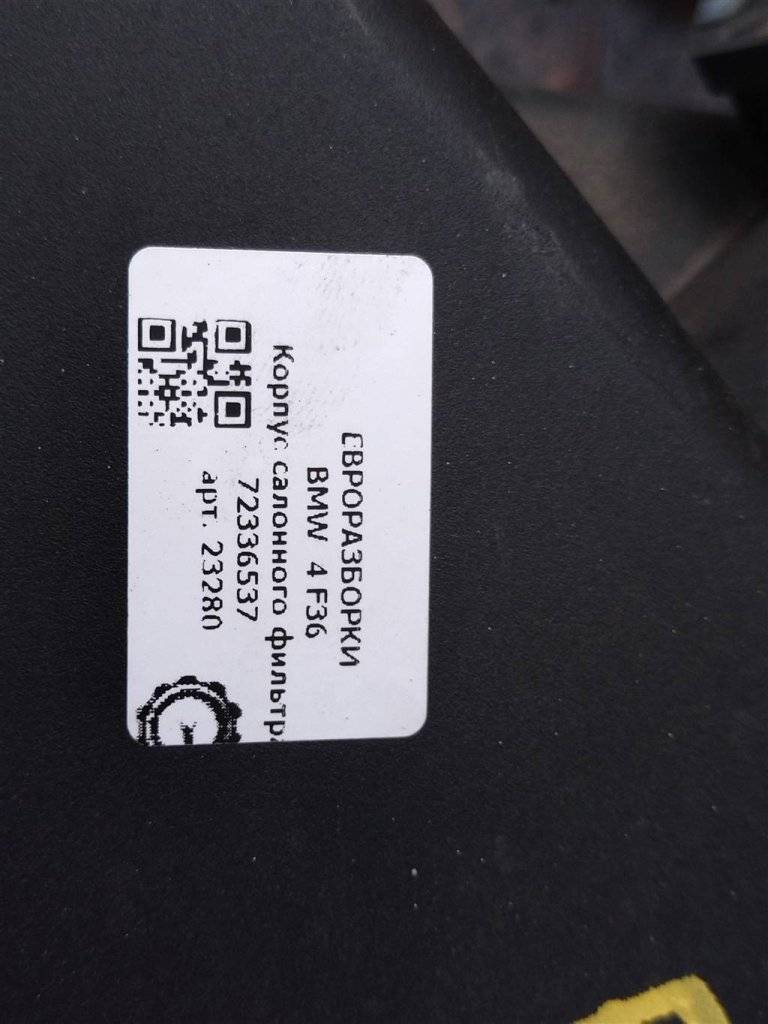 ЕВРОРАЗБОРКИ
BMW 4 F36
Корпус салонного фильтра
72336537
арт. 23280